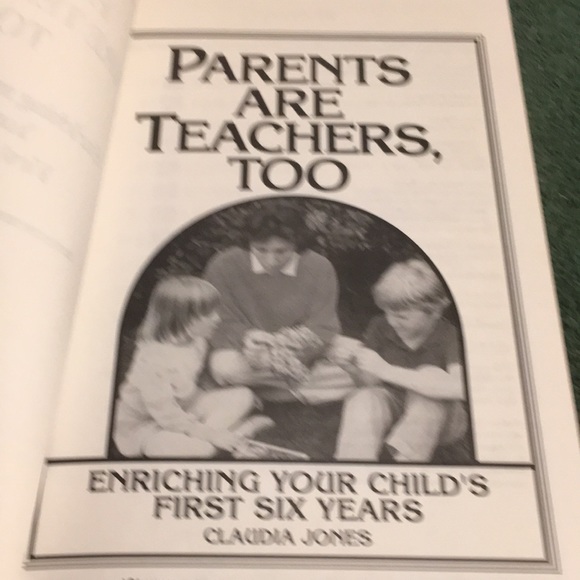 PARENTS
ARE
TEACHERS,
TOO
ENRICHING YOUR CHILD'S
FIRST SIX YEARS
CLAUDIA JONES